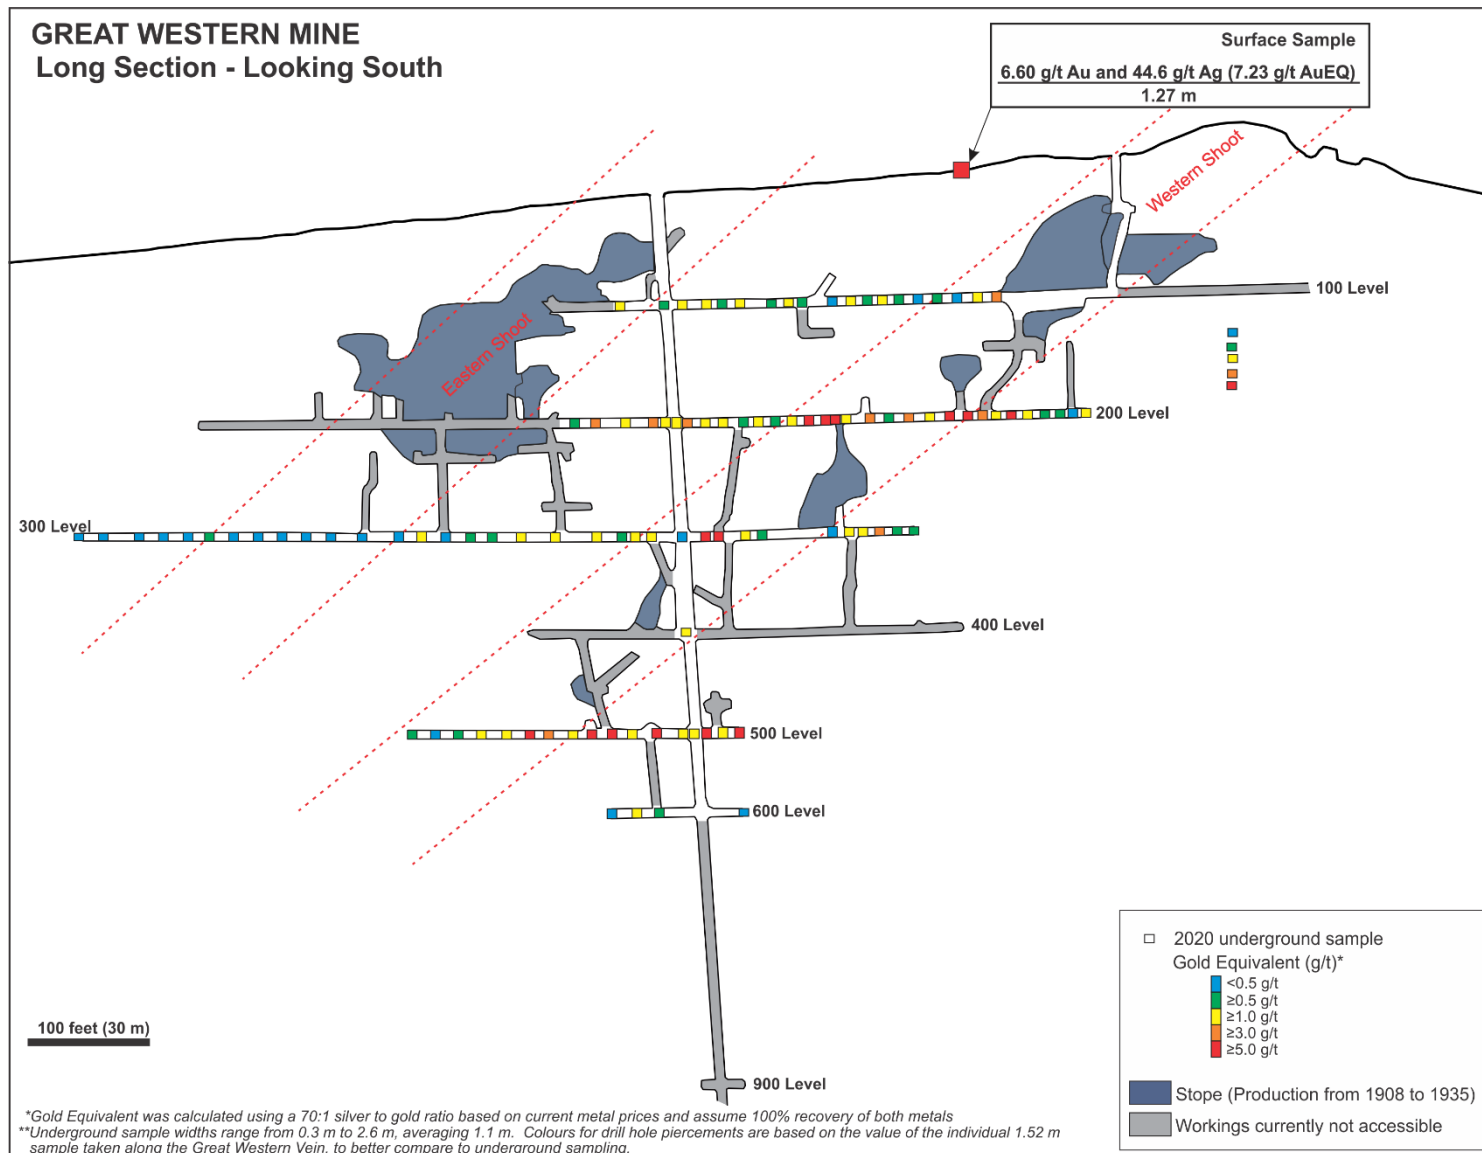 GREAT WESTERN MINE
Long Section - Looking South
Surface Sample
6.60 g/t Au and 44.6 g/t Ag (7.23 g/t AuEQ)
1.27 m
Western Shoot
Eastern Shoot
100 Level
200 Level
300 Level
400 Level
500 Level
600 Level
900 Level
2020 underground sample
Gold Equivalent (g/t)*
<0.5 g/t
≥0.5 g/t
≥1.0 g/t
≥3.0 g/t
≥5.0 g/t
Stope (Production from 1908 to 1935)
Workings currently not accessible
100 feet (30 m)
*Gold Equivalent was calculated using a 70:1 silver to gold ratio based on current metal prices and assume 100% recovery of both metals
**Underground sample widths range from 0.3 m to 2.6 m, averaging 1.1 m. Colours for drill hole piercements are based on the value of the individual 1.52 m
sample taken along the Great Western Vein, to better compare to underground sampling.